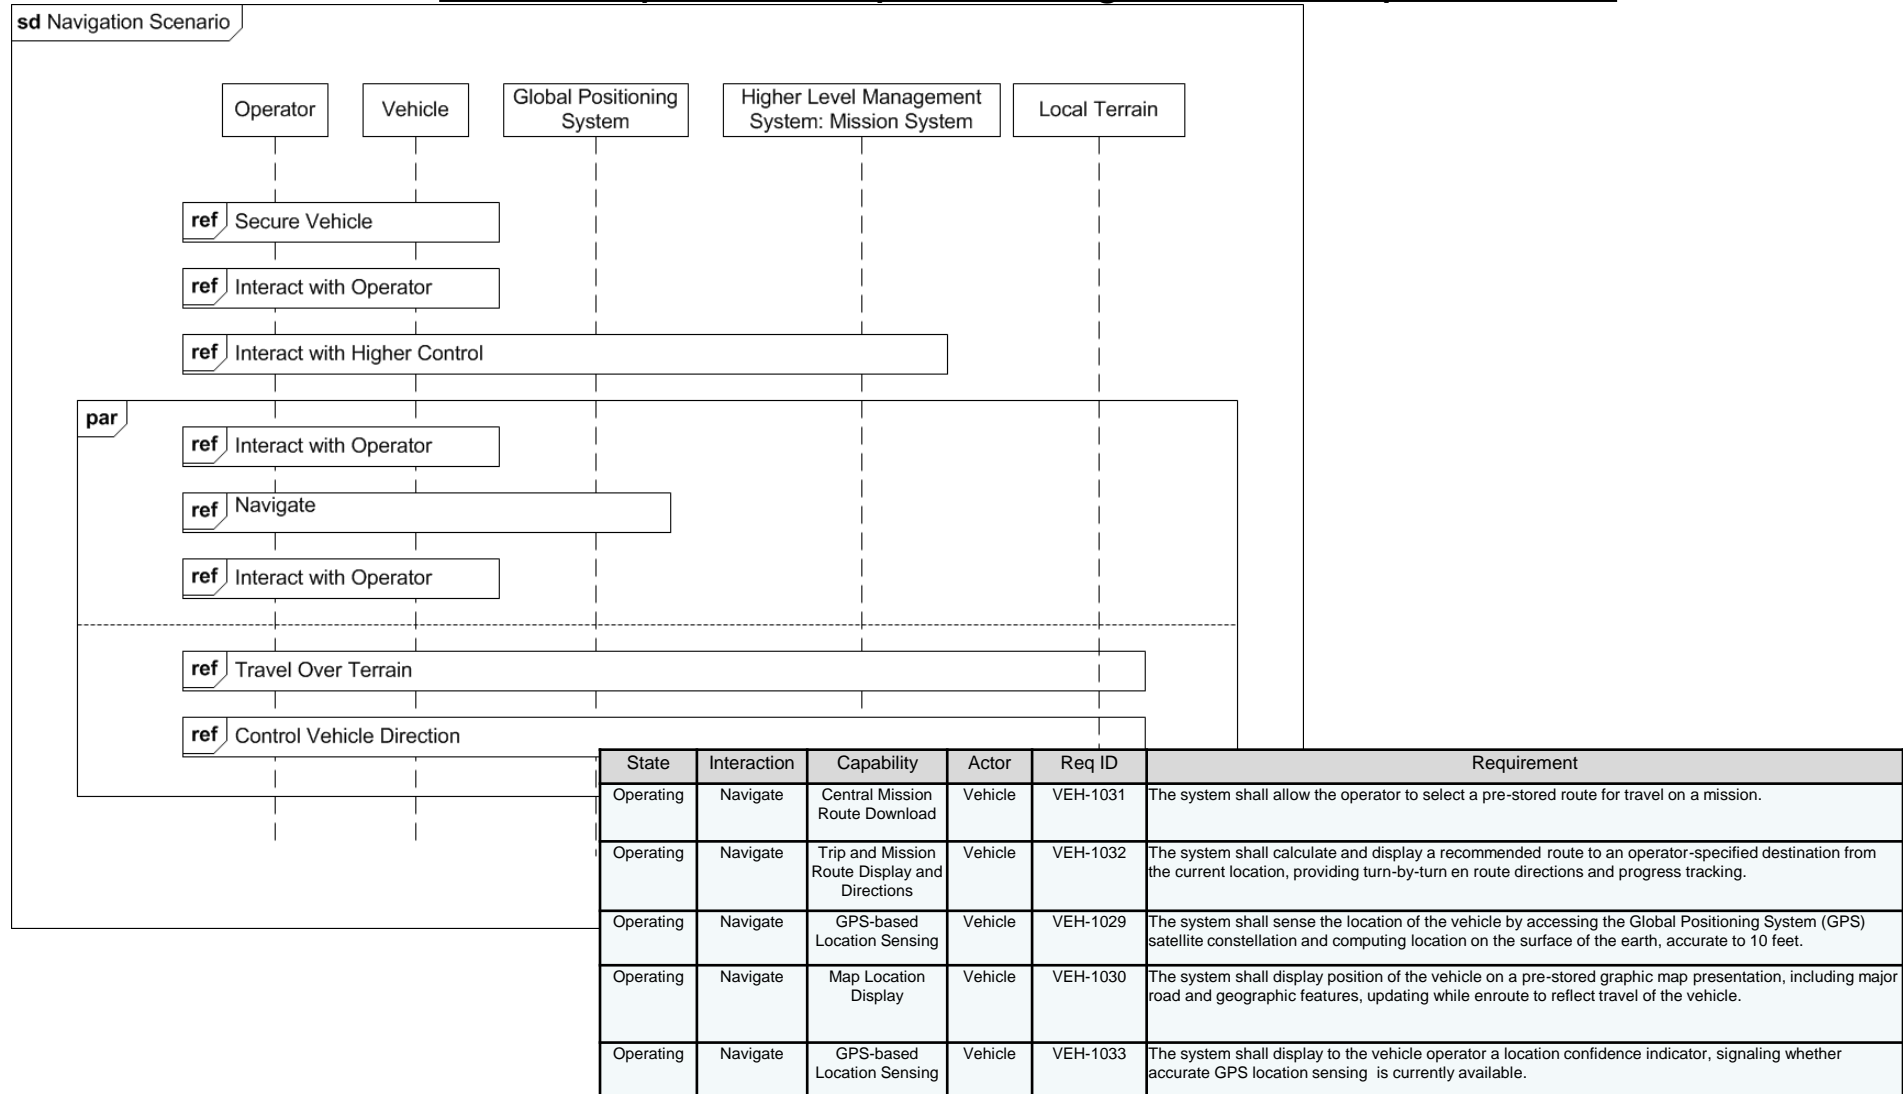 sd Navigation Scenario
Operator
Vehicle
Global Positioning
System
Higher Level Management
System: Mission System
Local Terrain
ref Secure Vehicle
ref Interact with Operator
ref Interact with Higher Control
par
ref Interact with Operator
ref Navigate
ref Interact with Operator
ref Travel Over Terrain
ref Control Vehicle Direction
State Interaction Capability Actor Req ID Requirement
Operating Navigate Central Mission Vehicle VEH-1031 The system shall allow the operator to select a pre-stored route for travel on a mission.
Route Download
Operating Navigate Trip and Mission Vehicle VEH-1032 The system shall calculate and display a recommended route to an operator-specified destination from
Route Display and the current location, providing turn-by-turn en route directions and progress tracking.
Directions
Operating Navigate GPS-based Vehicle VEH-1029 The system shall sense the location of the vehicle by accessing the Global Positioning System (GPS)
Location Sensing satellite constellation and computing location on the surface of the earth, accurate to 10 feet.
Operating Navigate Map Location Vehicle VEH-1030 The system shall display position of the vehicle on a pre-stored graphic map presentation, including major
Display road and geographic features, updating while enroute to reflect travel of the vehicle.
Operating Navigate GPS-based Vehicle VEH-1033 The system shall display to the vehicle operator a location confidence indicator, signaling whether
Location Sensing accurate GPS location sensing is currently available.